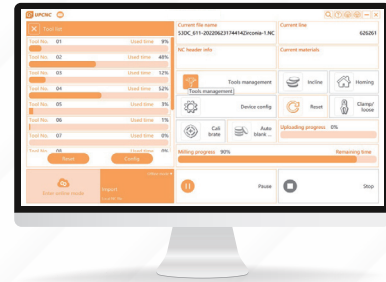 UPCNC
Tool list
Tool No. 01 Used time 9%
Tool No. 02 Used time 48%
Tool No. 03 Used time 12%
Tool No. 04 Used time 52%
Tool No. 05 Used time 3%
Tool No. 06 Used time 1%
Tool No. 07 Used time 0%
Tool No. 08 Used time 0%
Reset
Config
Enter online mode
Import
Current file name
53DC_611-20220623174414Zirconia-1.NC
Current line
626261
NC header info
Current materials
Tools management
Tools management
Incline
Homing
Device config
Reset
Clamp/
loose
Cali
brate
Auto
blank ...
Uploading progress 0%
Milling progress 90%
Remaining time
Pause
Stop